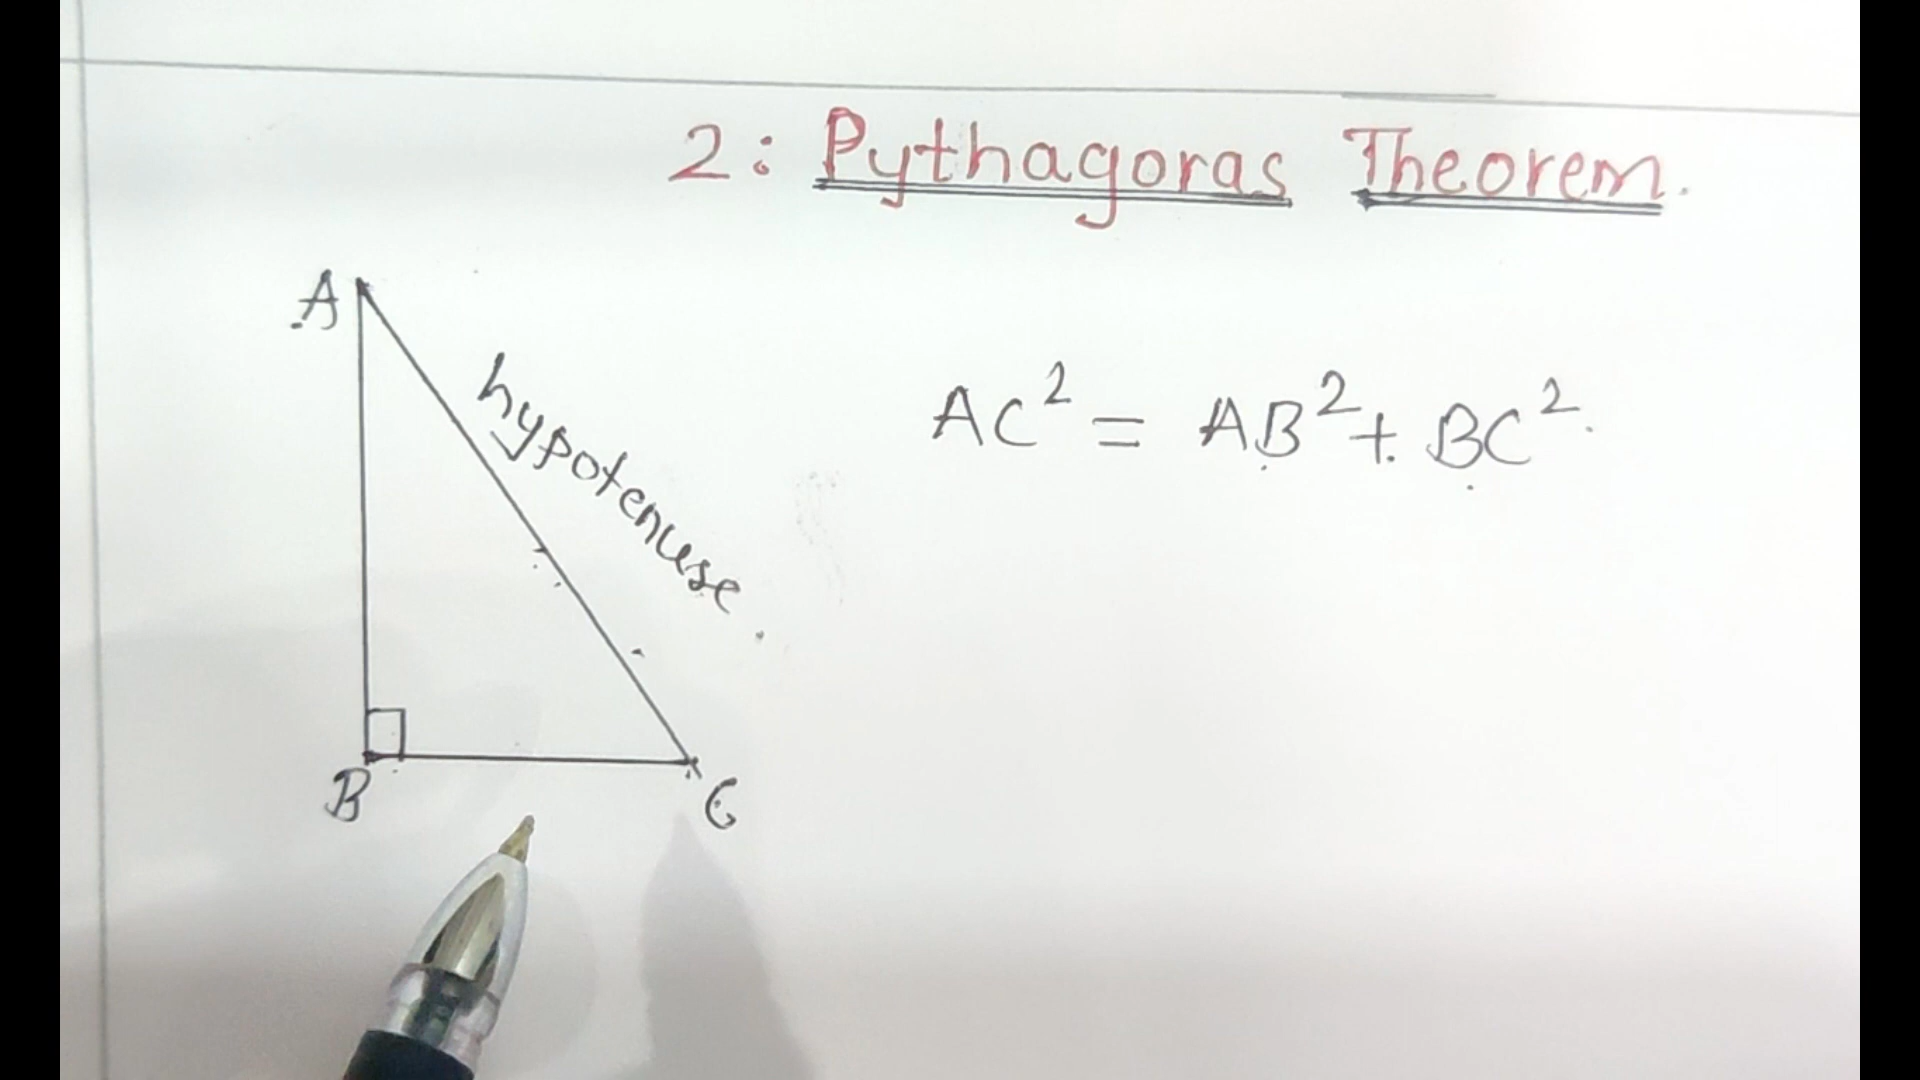 2: Pythagoras Theorem.
A
hypotenuse.
AC² = AB² + BC².
B
C